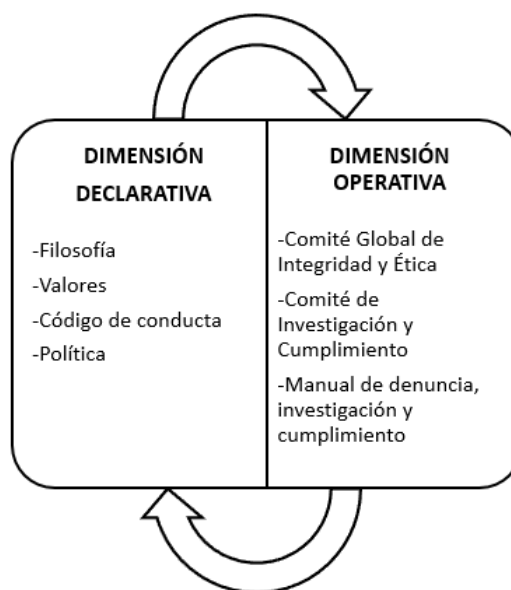 DIMENSIÓN
DECLARATIVA
-Filosofía
-Valores
-Código de conducta
-Política
DIMENSIÓN
OPERATIVA
-Comité Global de
Integridad y Ética
-Comité de
Investigación y
Cumplimiento
-Manual de denuncia,
investigación y
cumplimiento